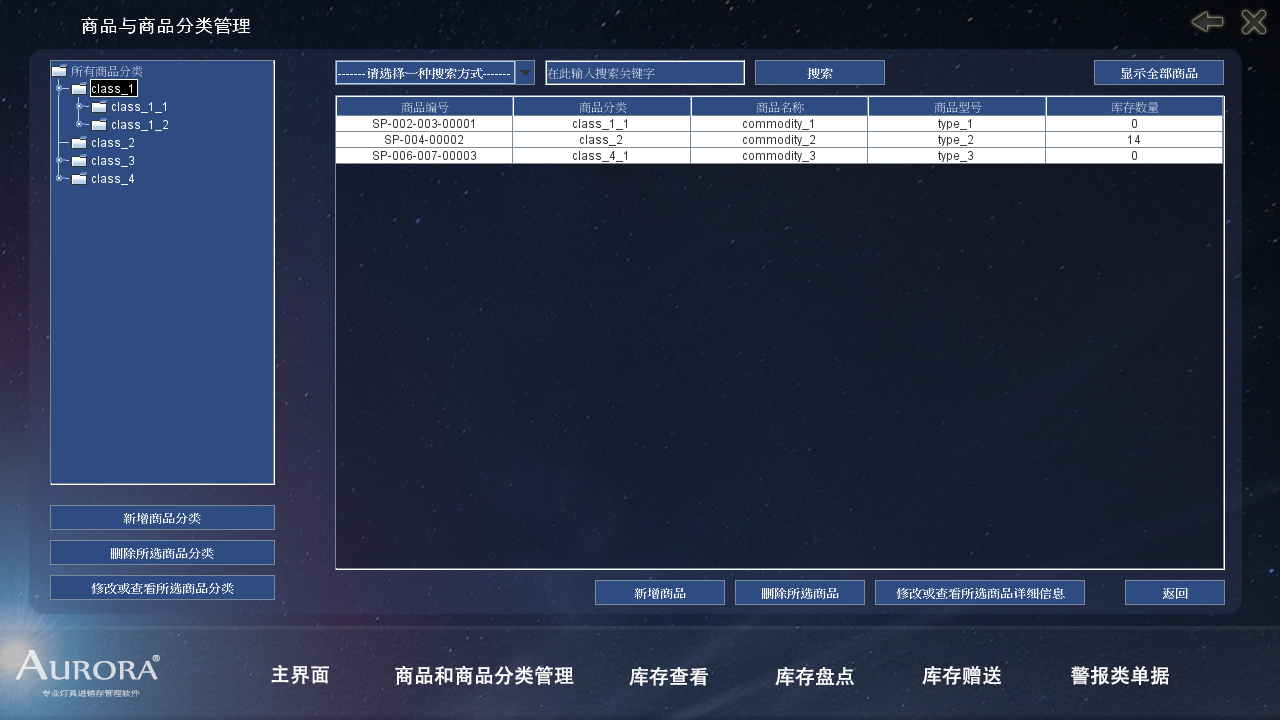 商品与商品分类管理
所有商品分类
class_1
class_1_1
class_1_2
class_2
class_3
class_4
------请选择一种搜索方式------ 在此输入搜索关键字 搜索 显示全部商品
商品编号 商品分类 商品名称 商品型号 库存数量
SP-002-003-00001 class_1_1 commodity_1 type_1 0
SP-004-00002 class_2 commodity_2 type_2 14
SP-006-007-00003 class_4_1 commodity_3 type_3 0
新增商品分类
删除所选商品分类
修改或查看所选商品分类
新增商品 删除所选商品 修改或查看所选商品详细信息 返回
AURORA®
专业灯具进销存管理软件
主界面 商品和商品分类管理 库存查看 库存盘点 库存赠送 警报类单据